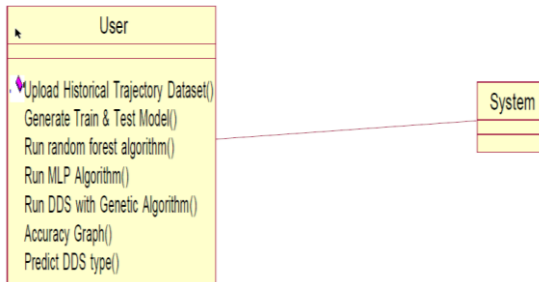 User
Upload Historical Trajectory Dataset()
Generate Train & Test Model()
Run random forest algorithm()
Run MLP Algorithm()
Run DDS with Genetic Algorithm()
Accuracy Graph()
Predict DDS type()
System